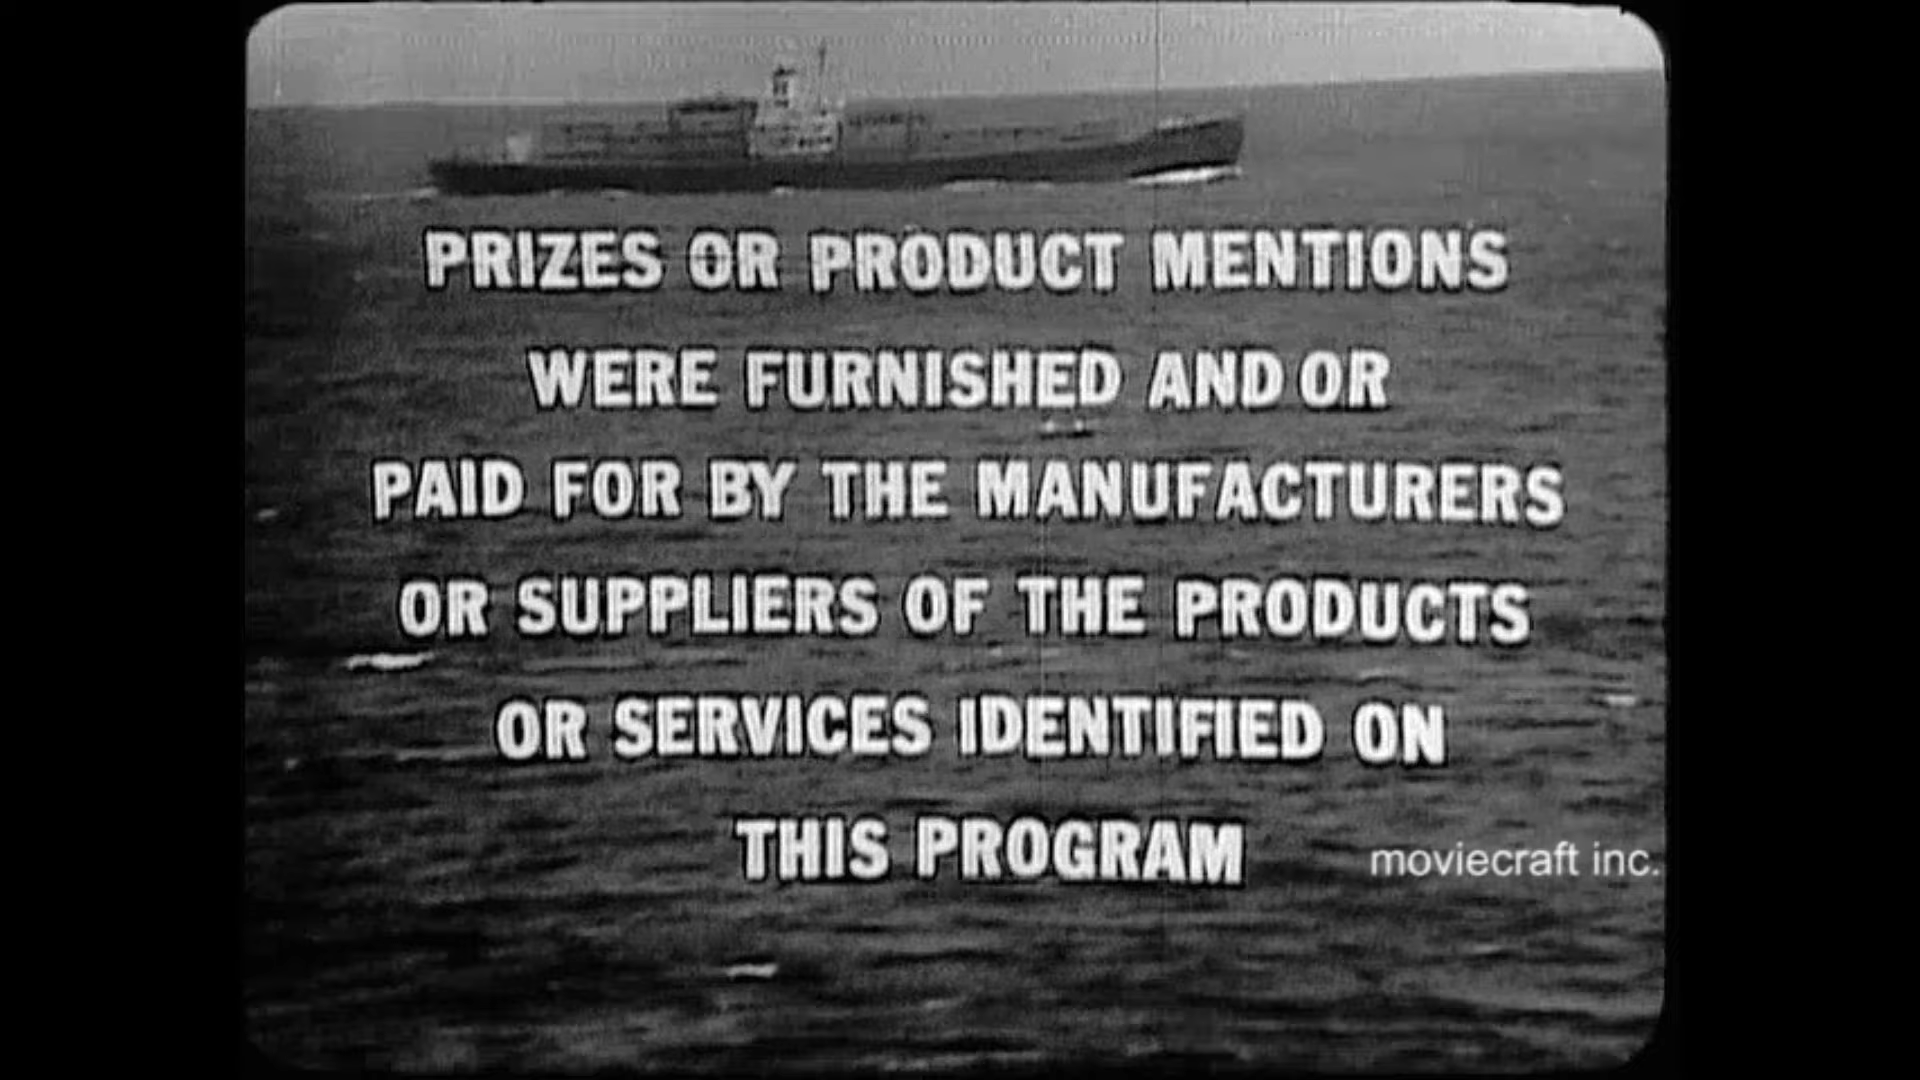 PRIZES OR PRODUCT MENTIONS
WERE FURNISHED AND OR
PAID FOR BY THE MANUFACTURERS
OR SUPPLIERS OF THE PRODUCTS
OR SERVICES IDENTIFIED ON
THIS PROGRAM
moviecraft inc.